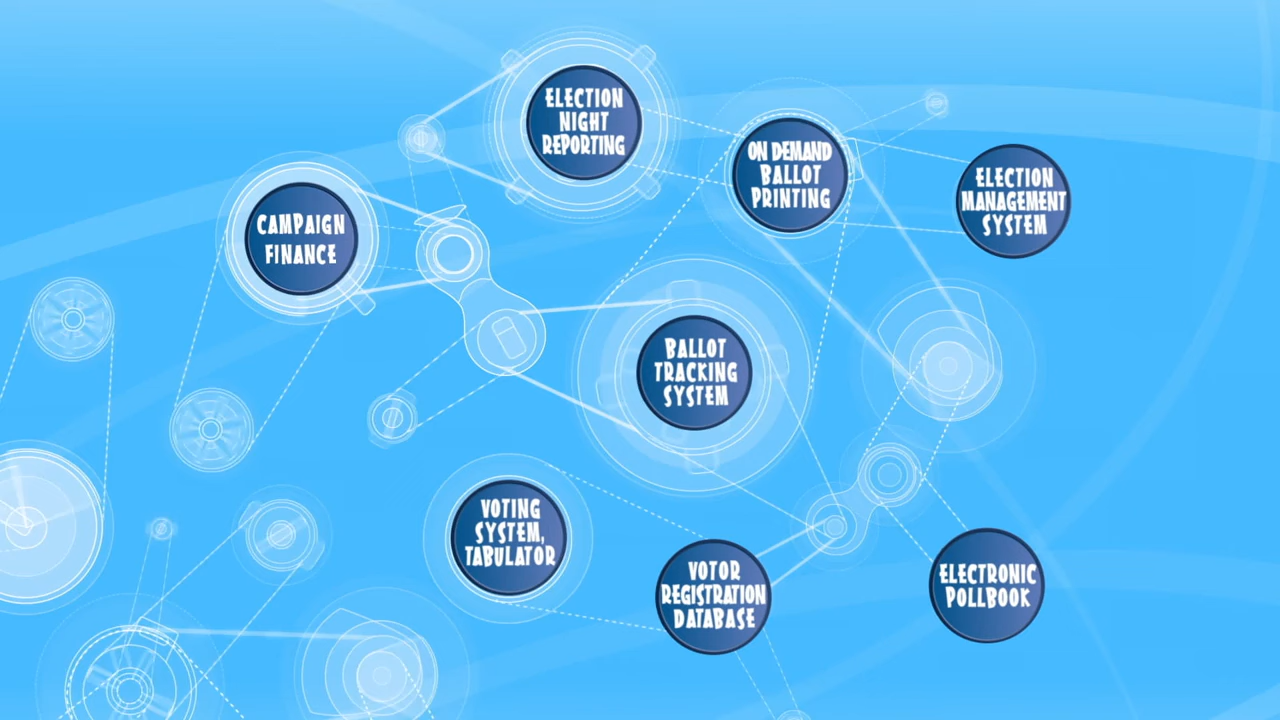 ELECTION
NIGHT
REPORTING
ON DEMAND
BALLOT
PRINTING
ELECTION
MANAGEMENT
SYSTEM
CAMPAIGN
FINANCE
BALLOT
TRACKING
SYSTEM
VOTING
SYSTEM,
TABULATOR
VOTOR
REGISTRATION
DATABASE
ELECTRONIC
POLLBOOK